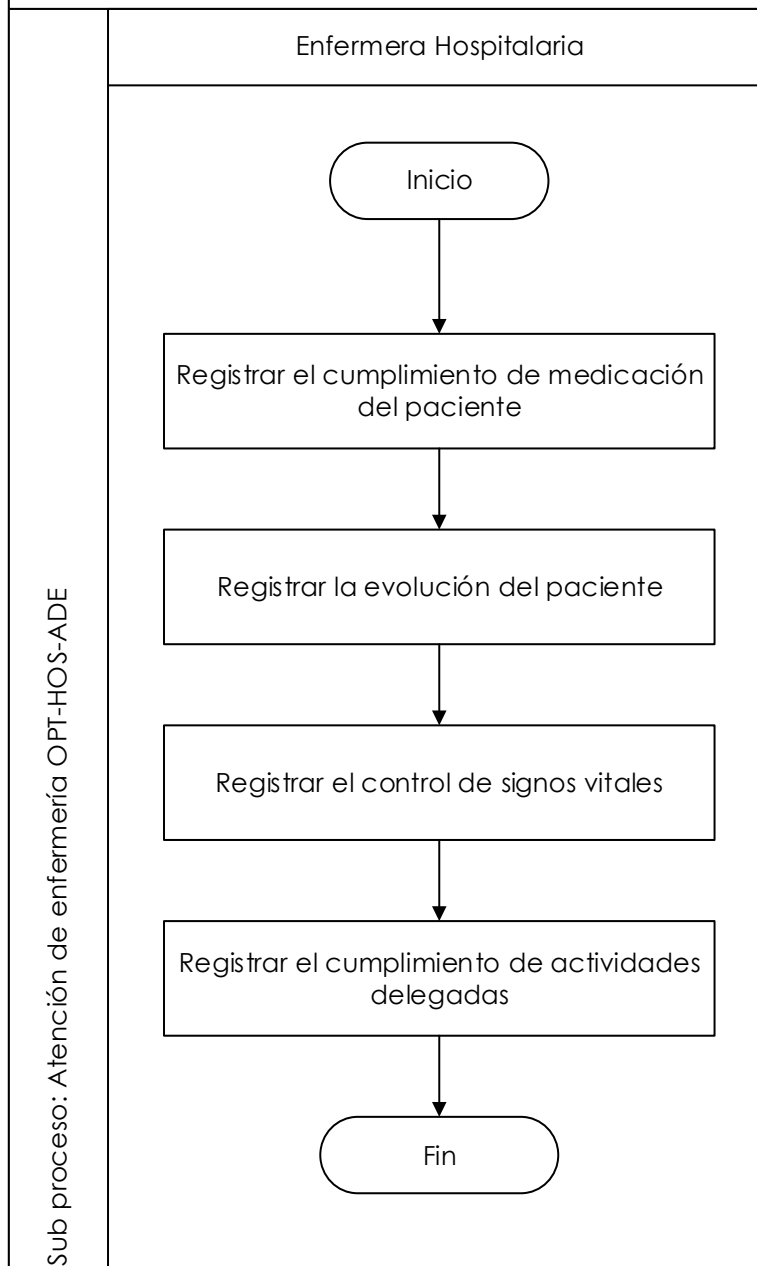 Enfermera Hospitalaria
Sub proceso: Atención de enfermería OPT-HOS-ADE
Inicio
Registrar el cumplimiento de medicación
del paciente
Registrar la evolución del paciente
Registrar el control de signos vitales
Registrar el cumplimiento de actividades
delegadas
Fin